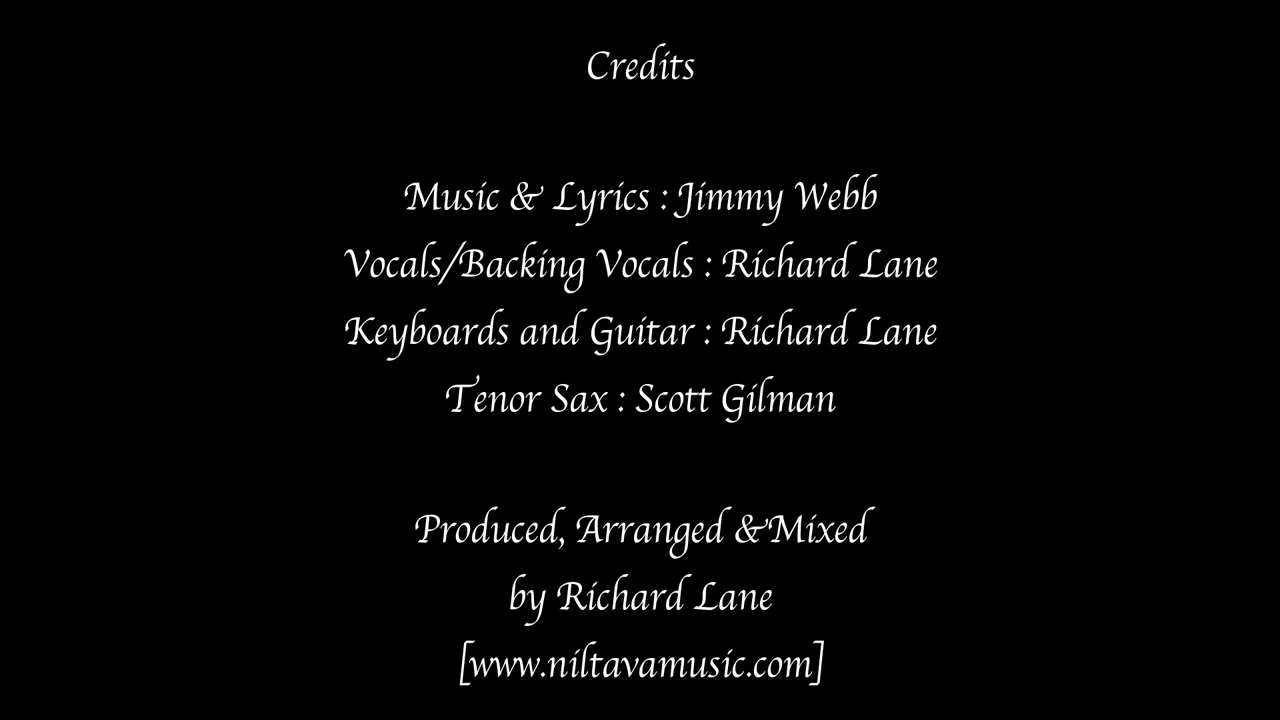 Credits
Music & Lyrics : Jimmy Webb
Vocals/Backing Vocals : Richard Lane
Keyboards and Guitar : Richard Lane
Tenor Sax : Scott Gilman
Produced, Arranged &Mixed
by Richard Lane
[www.niltavamusic.com]